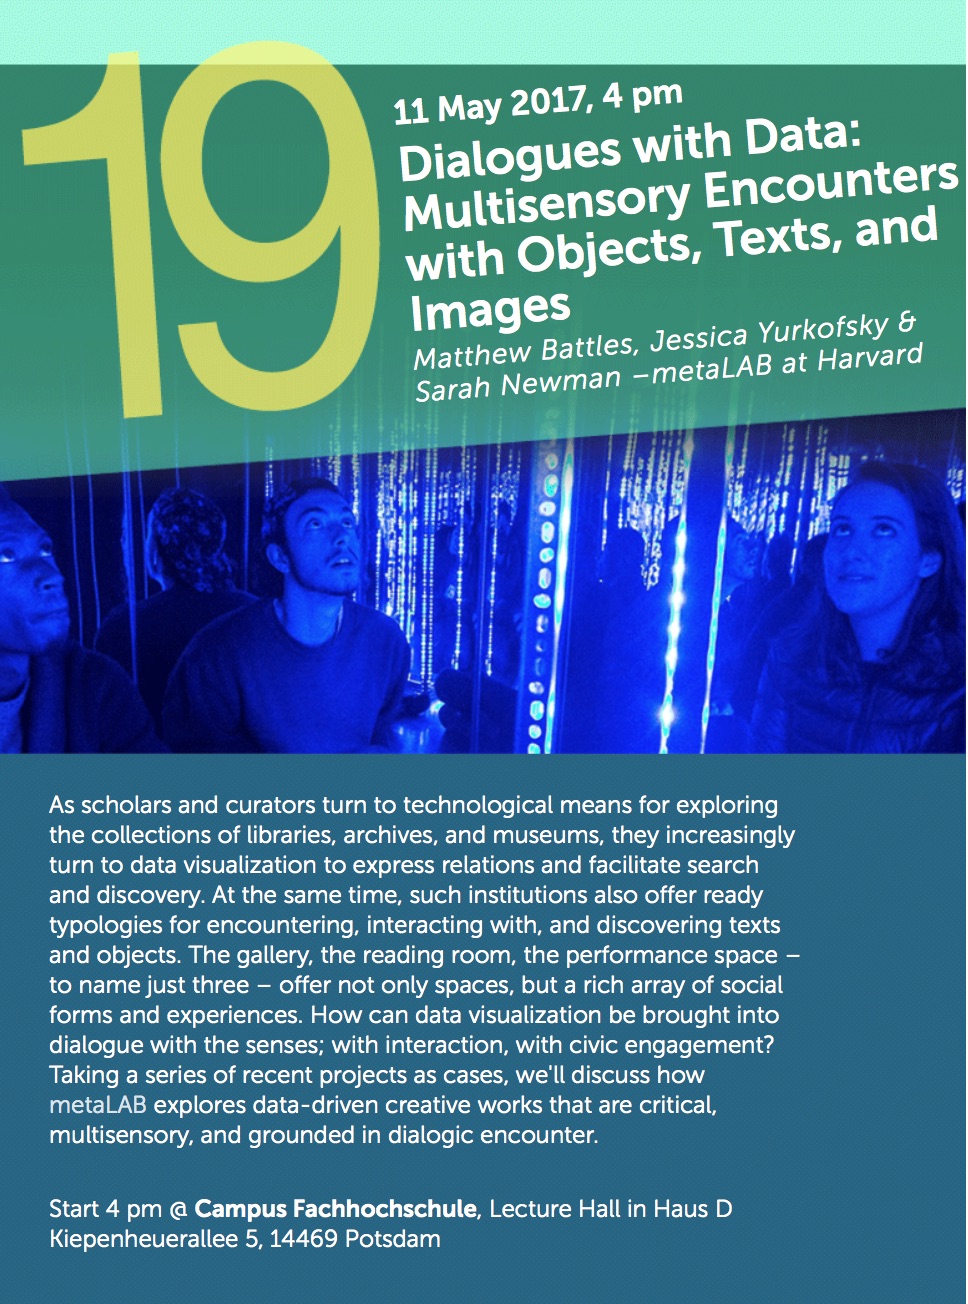 19
11 May 2017, 4 pm
Dialogues with Data:
Multisensory Encounters
with Objects, Texts, and
Images
Matthew Battles, Jessica Yurkofsky &
Sarah Newman –metaLAB at Harvard
As scholars and curators turn to technological means for exploring
the collections of libraries, archives, and museums, they increasingly
turn to data visualization to express relations and facilitate search
and discovery. At the same time, such institutions also offer ready
typologies for encountering, interacting with, and discovering texts
and objects. The gallery, the reading room, the performance space –
to name just three – offer not only spaces, but a rich array of social
forms and experiences. How can data visualization be brought into
dialogue with the senses; with interaction, with civic engagement?
Taking a series of recent projects as cases, we'll discuss how
metaLAB explores data-driven creative works that are critical,
multisensory, and grounded in dialogic encounter.
Start 4 pm @ Campus Fachhochschule, Lecture Hall in Haus D
Kiepenheuerallee 5, 14469 Potsdam